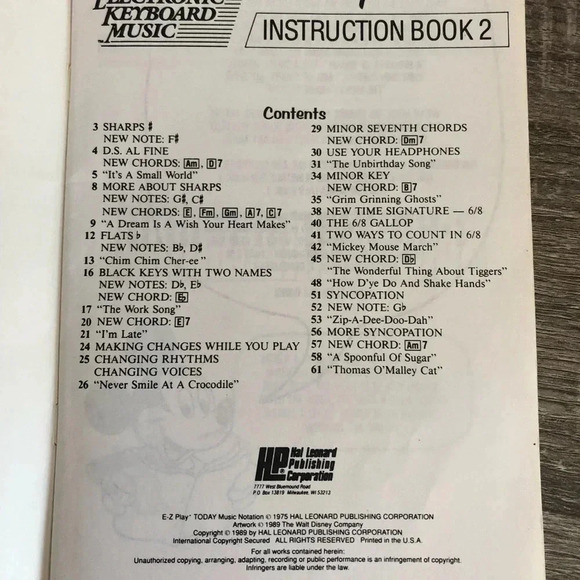 ELECTRONIC
KEYBOARD
MUSIC™
INSTRUCTION BOOK 2
Contents
3 SHARPS ♯
NEW NOTE: F♯
4 D.S. AL FINE
NEW CHORDS: Am, D7
5 “It's A Small World”
8 MORE ABOUT SHARPS
NEW NOTES: G♯, C♯
NEW CHORDS: E, Fm, Gm, A7, C7
9 “A Dream Is A Wish Your Heart Makes”
12 FLATS ♭
NEW NOTES: B♭, D♯
13 “Chim Chim Cher-ee”
16 BLACK KEYS WITH TWO NAMES
NEW NOTES: D♭, E♭
NEW CHORD: E♭
17 “The Work Song”
20 NEW CHORD: E7
21 “I'm Late”
24 MAKING CHANGES WHILE YOU PLAY
25 CHANGING RHYTHMS
CHANGING VOICES
26 “Never Smile At A Crocodile”
29 MINOR SEVENTH CHORDS
NEW CHORD: Dm7
30 USE YOUR HEADPHONES
31 “The Unbirthday Song”
34 MINOR KEY
NEW CHORD: B7
35 “Grim Grinning Ghosts”
38 NEW TIME SIGNATURE — 6/8
40 THE 6/8 GALLOP
41 TWO WAYS TO COUNT IN 6/8
42 “Mickey Mouse March”
45 NEW CHORD: D♭
“The Wonderful Thing About Tiggers”
48 “How D'ye Do And Shake Hands”
51 SYNCOPATION
52 NEW NOTE: G♭
53 “Zip-A-Dee-Doo-Dah”
56 MORE SYNCOPATION
57 NEW CHORD: Am7
58 “A Spoonful Of Sugar”
61 “Thomas O'Malley Cat”
HP® Hal Leonard
Publishing
Corporation
7777 West Bluemound Road
P.O. Box 13819 Milwaukee, WI 53213
E-Z Play® TODAY Music Notation © 1975 HAL LEONARD PUBLISHING CORPORATION
Artwork © 1989 The Walt Disney Company
Copyright © 1989 by HAL LEONARD PUBLISHING CORPORATION
International Copyright Secured ALL RIGHTS RESERVED Printed in the U.S.A.
For all works contained herein:
Unauthorized copying, arranging, adapting, recording or public performance is an infringement of copyright.
Infringers are liable under the law.